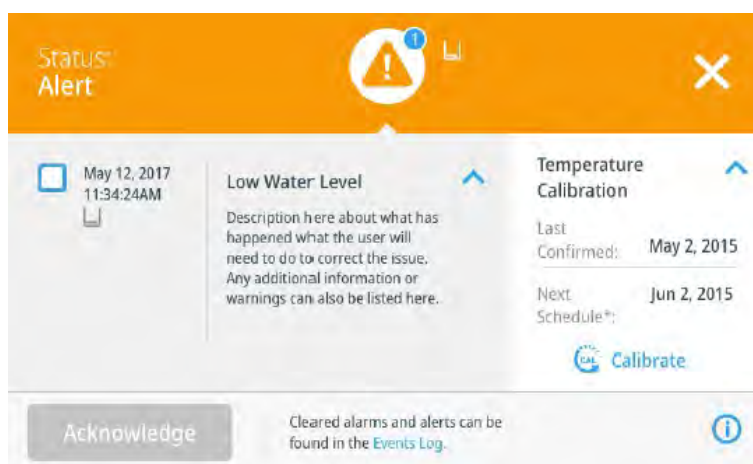 Status:
Alert
1
May 12, 2017
11:34:24AM
Low Water Level
Description here about what has
happened what the user will
need to do to correct the issue.
Any additional information or
warnings can also be listed here.
Temperature
Calibration
Last
Confirmed:
May 2, 2015
Next
Schedule*:
Jun 2, 2015
CAL
Calibrate
Acknowledge
Cleared alarms and alerts can be
found in the Events Log.